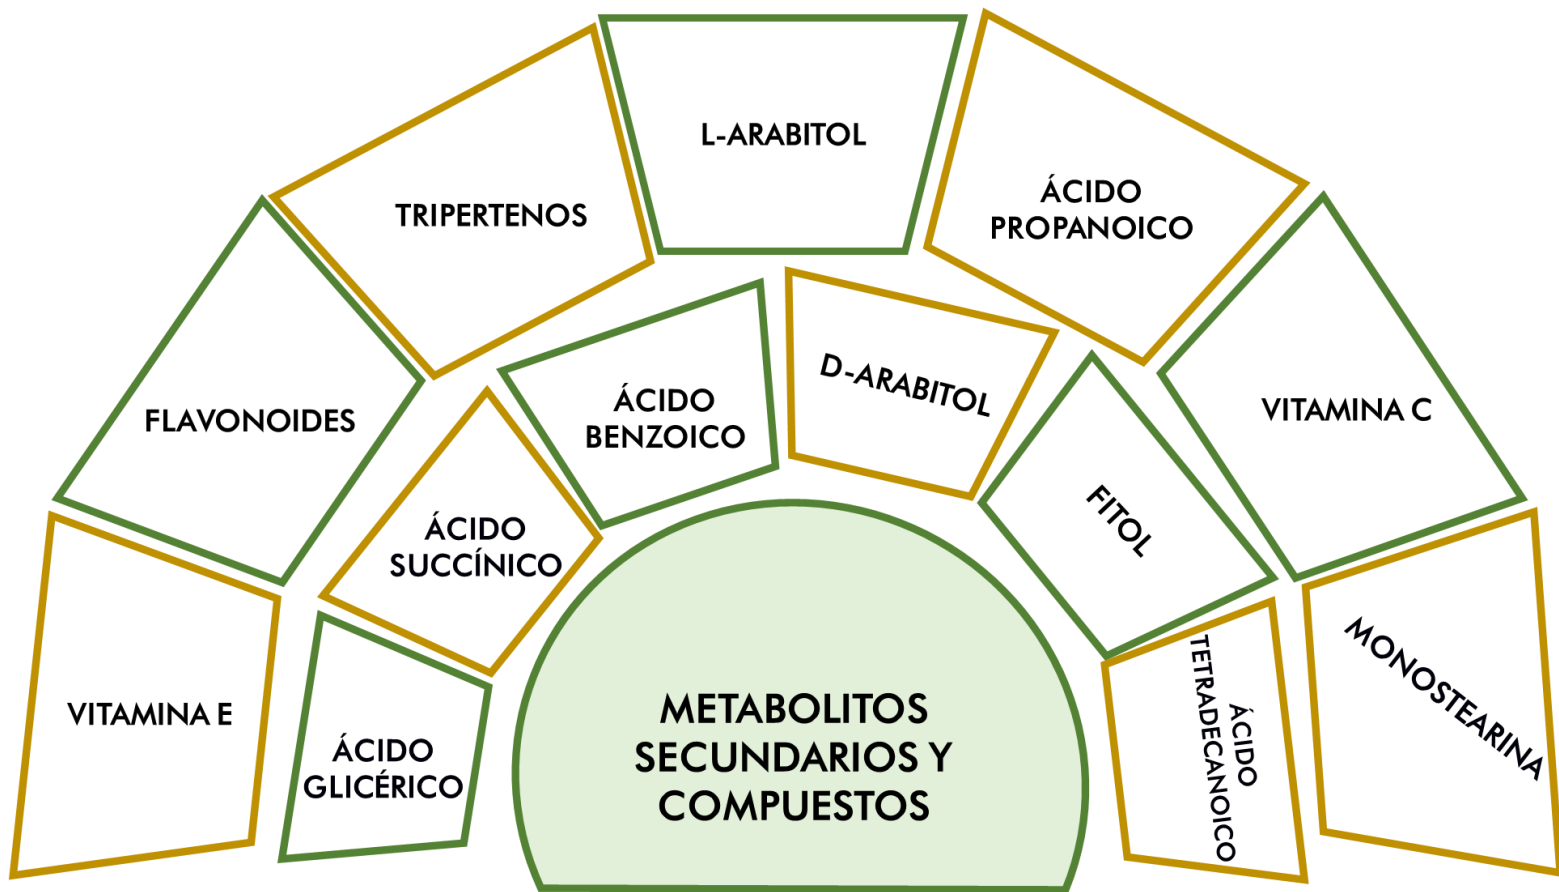 L-ARABITOL
TRIPERTENOS
ÁCIDO
PROPANOICO
FLAVONOIDES
VITAMINA C
VITAMINA E
MONOSTEARINA
ÁCIDO
BENZOICO
D-ARABITOL
ÁCIDO
SUCCÍNICO
FITOL
ÁCIDO
GLICÉRICO
ÁCIDO
TETRADECANOICO
METABOLITOS
SECUNDARIOS Y
COMPUESTOS